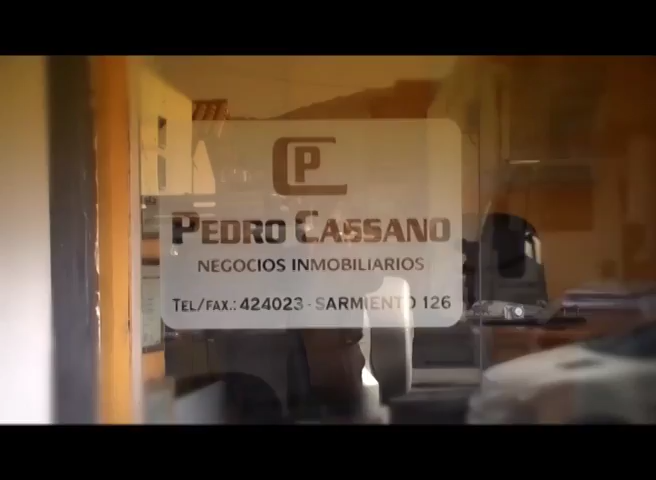 CP
PEDRO CASSANO
NEGOCIOS INMOBILIARIOS
TEL/FAX.: 424023 - SARMIENTO 126